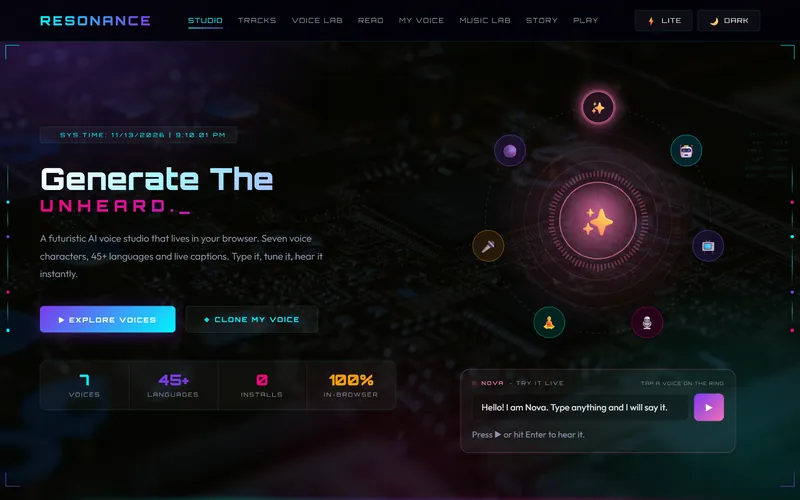 RESONANCE
STUDIO
TRACKS
VOICE LAB
READ
MY VOICE
MUSIC LAB
STORY
PLAY
LITE
DARK
SYS.TIME: 11/13/2026 | 9:10:01 PM
Generate The
UNHEARD._
A futuristic AI voice studio that lives in your browser. Seven voice
characters, 45+ languages and live captions. Type it, tune it, hear it
instantly.
▶ EXPLORE VOICES
◆ CLONE MY VOICE
7
VOICES
45+
LANGUAGES
0
INSTALLS
100%
IN-BROWSER
NOVA · TRY IT LIVE
TAP A VOICE ON THE RING
Hello! I am Nova. Type anything and I will say it.
Press ▶ or hit Enter to hear it.